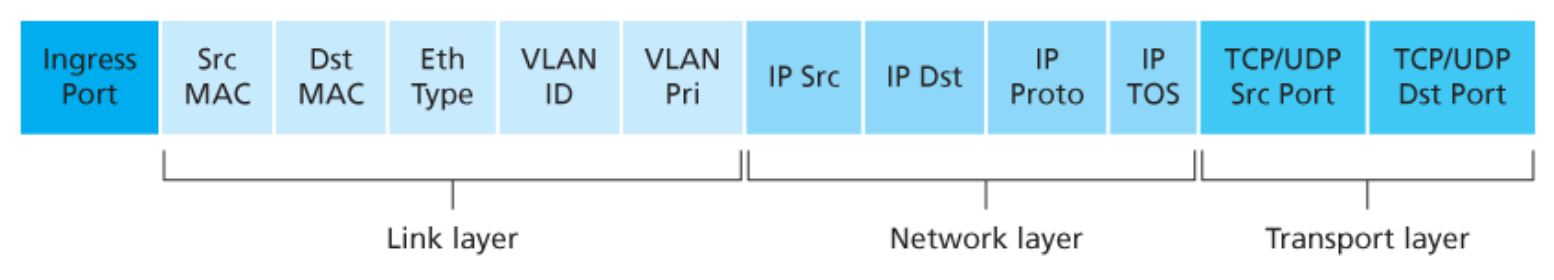 Ingress
Port
Src
MAC
Dst
MAC
Eth
Type
VLAN
ID
VLAN
Pri
IP Src
IP Dst
IP
Proto
IP
TOS
TCP/UDP
Src Port
TCP/UDP
Dst Port
Link layer
Network layer
Transport layer